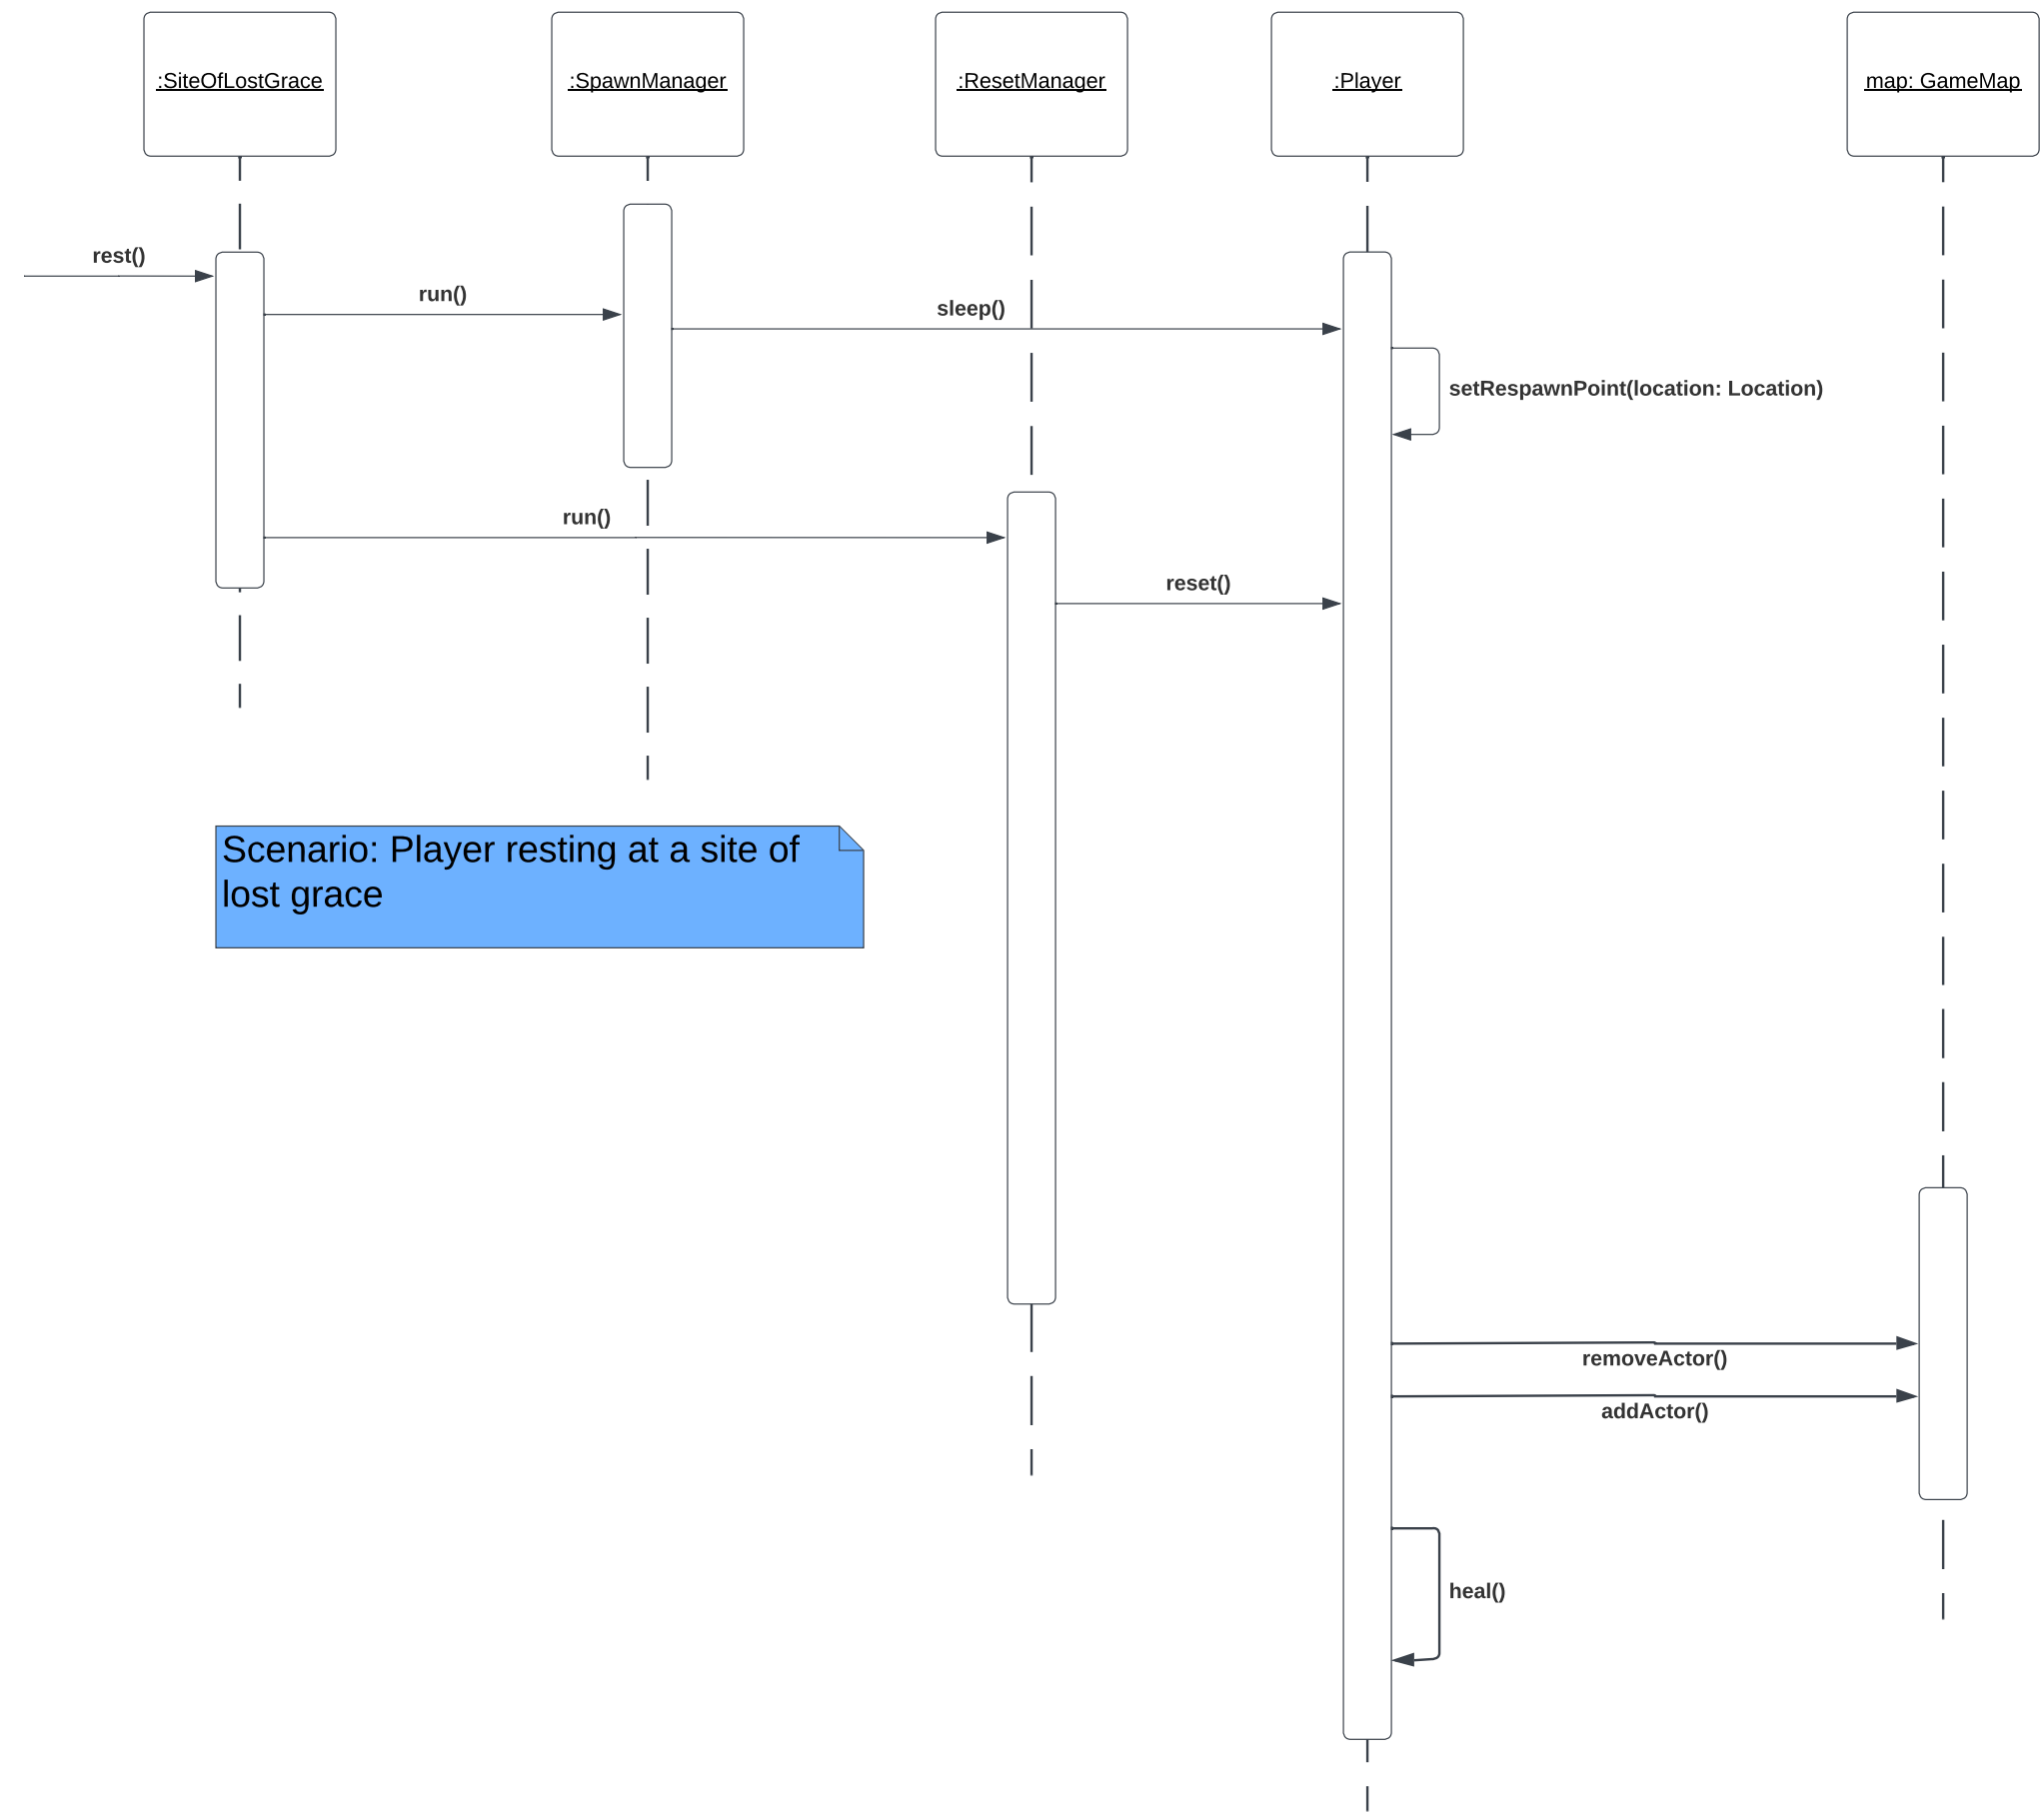 :SiteOfLostGrace
:SpawnManager
:ResetManager
:Player
map: GameMap
rest()
run()
sleep()
setRespawnPoint(location: Location)
run()
reset()
Scenario: Player resting at a site of
lost grace
removeActor()
addActor()
heal()